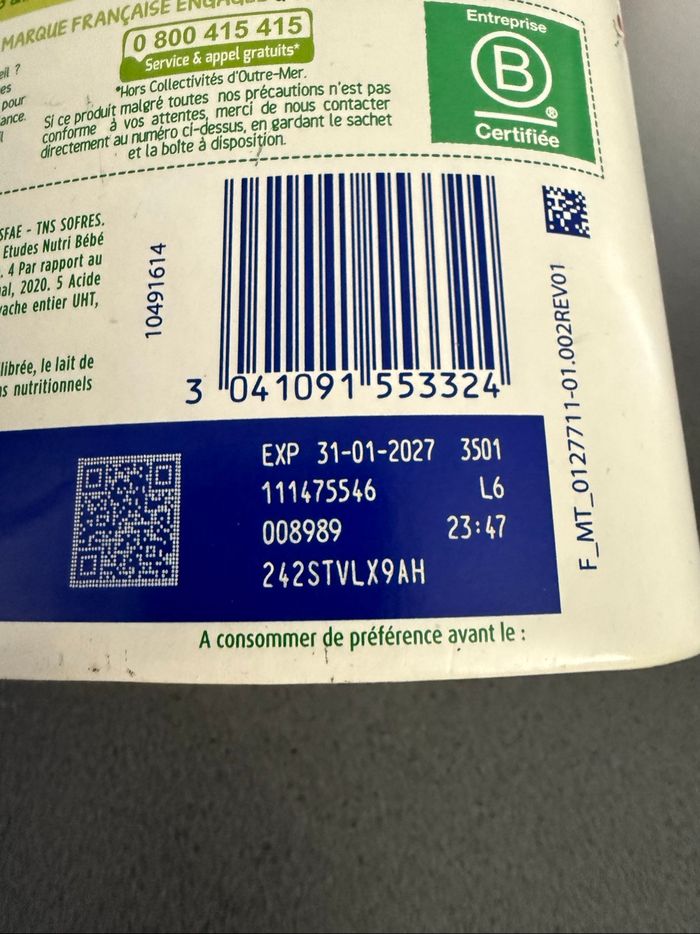 MARQUE FRANÇAISE
0 800 415 415
Service & appel gratuits*
*Hors Collectivités d'Outre-Mer.
Si ce produit malgré toutes nos précautions n'est pas
conforme à vos attentes, merci de nous contacter
directement au numéro ci-dessus, en gardant le sachet
et la boîte à disposition.
Entreprise
B
®
Certifiée
?
pour
SFAE - TNS SOFRES.
Etudes Nutri Bébé
. 4 Par rapport au
2020. 5 Acide
vache entier UHT,
le lait de
nutritionnels
10491614
3 041091 553324
F_MT_0127711-01.002REV01
EXP 31-01-2027 3501
111475546 L6
008989 23:47
242STVLX9AH
A consommer de préférence avant le :